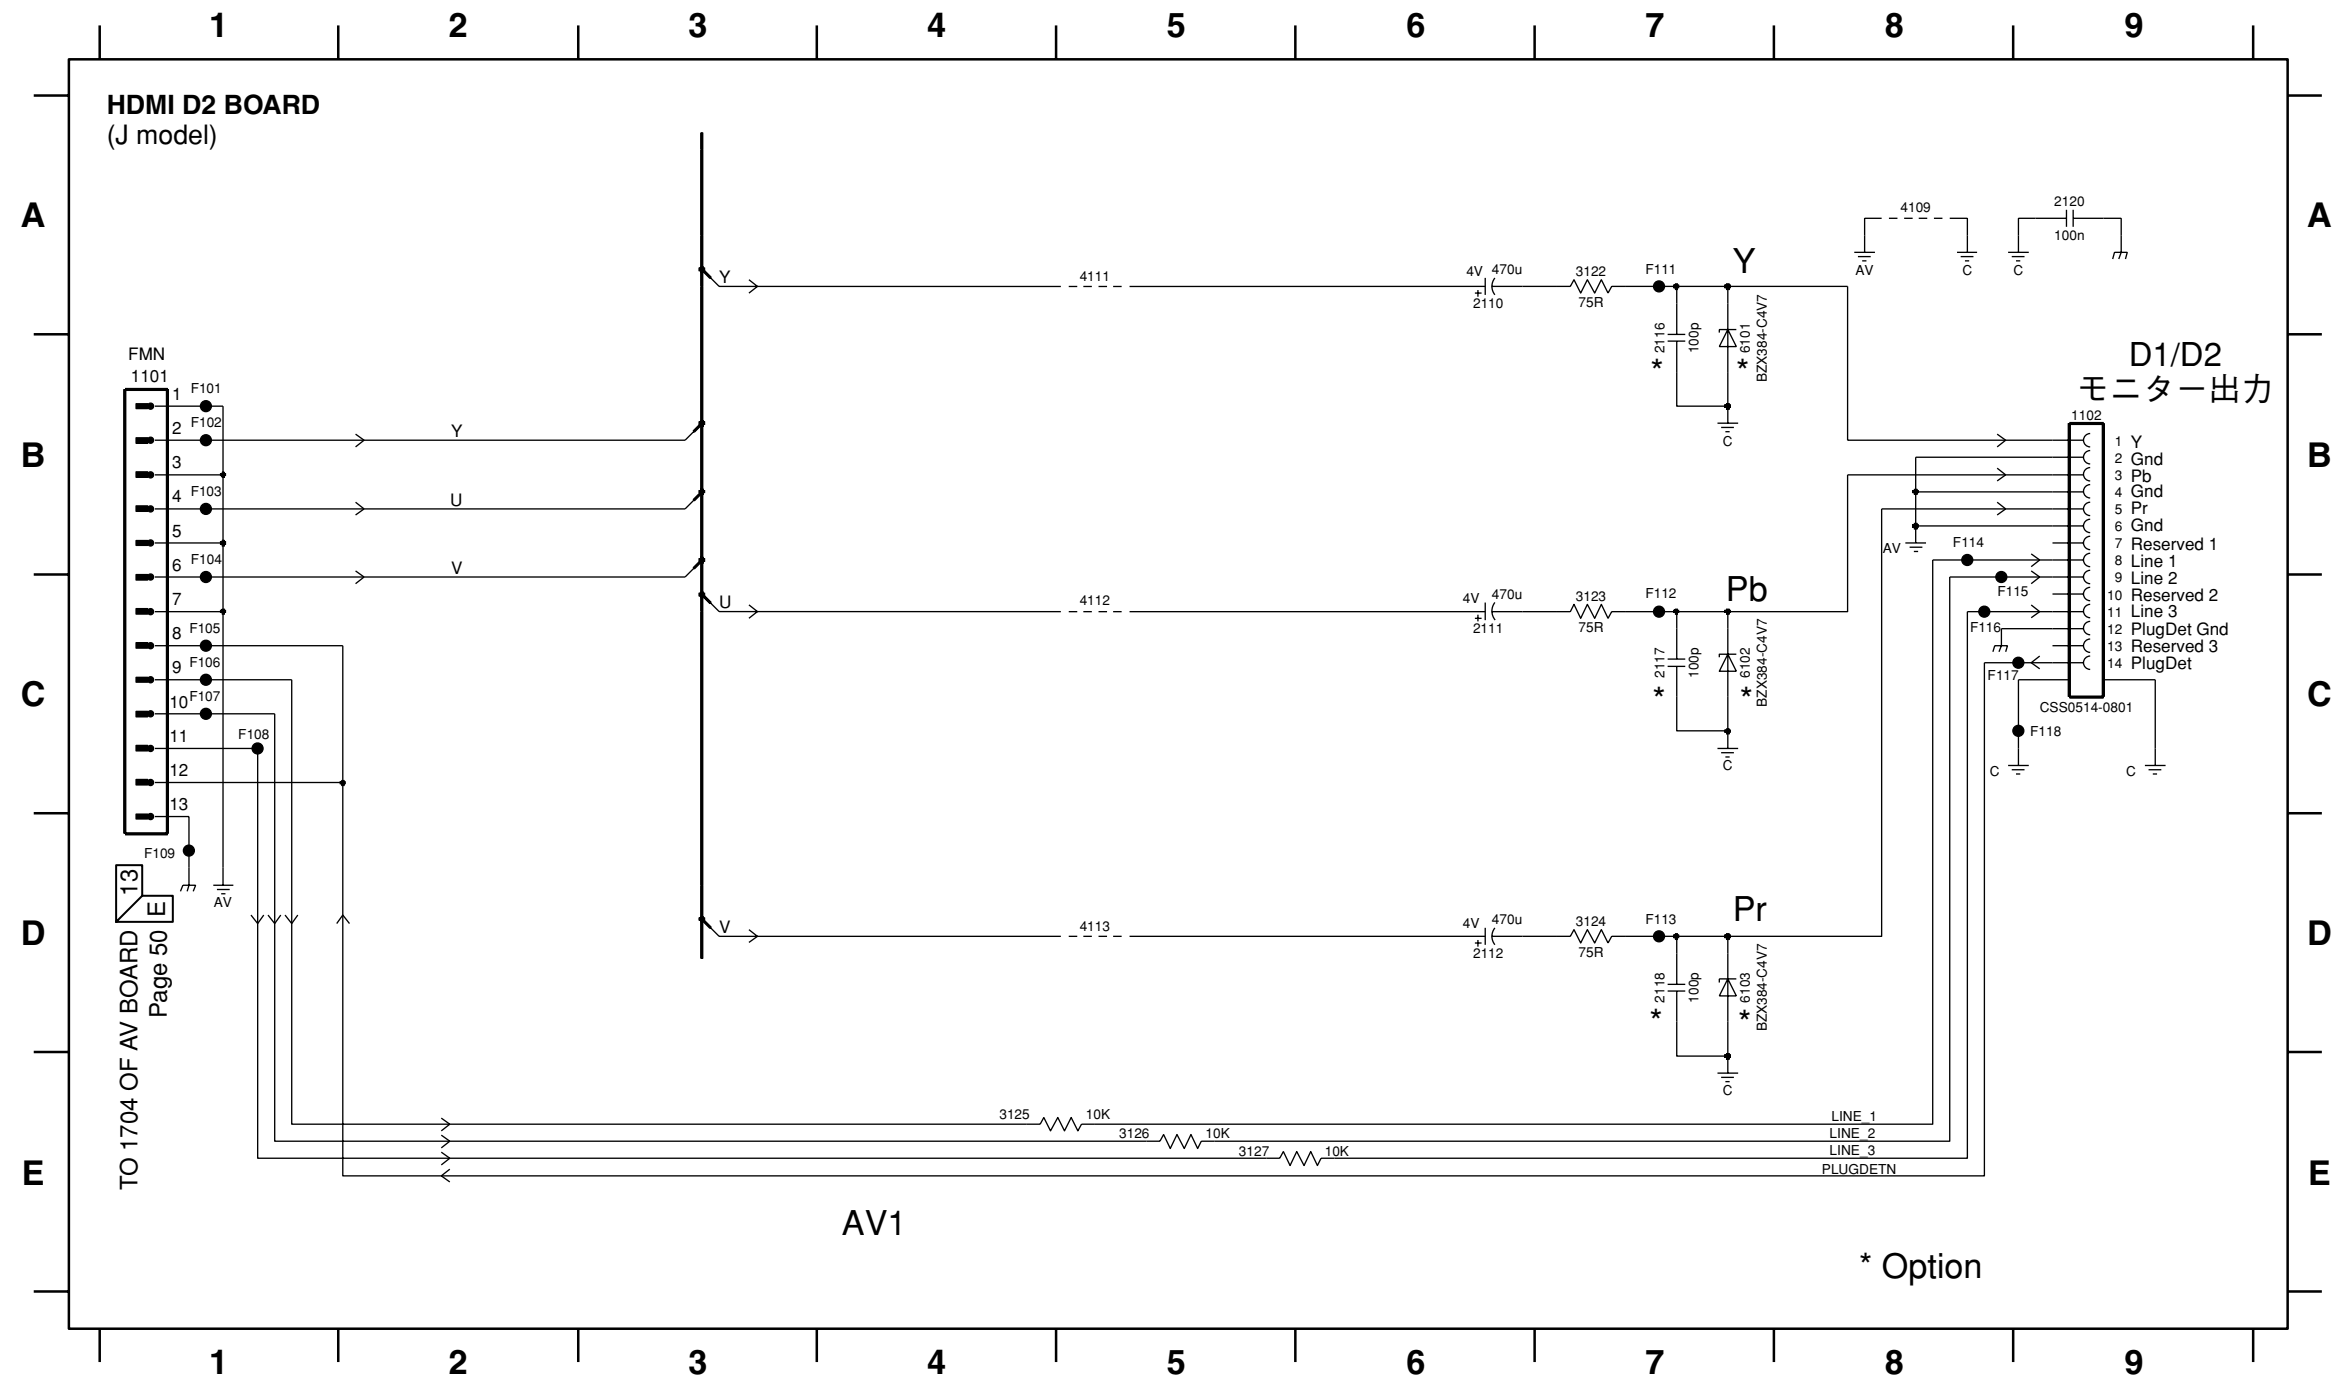 1 2 3 4 5 6 7 8 9
HDMI D2 BOARD
(J model)
A A
4109
AV C
2120
100n
C
Y
Y 4111 4V 470u 2110 3122 75R F111
* 2116 100p * 6101 BZX384-C4V7
C
B B
FMN
1101
1 F101
2 F102 Y
3
4 F103 U
5
6 F104 V
7
8 F105
9 F106
10 F107
11 F108
12
13
F109
AV
13
E
TO 1704 OF AV BOARD
Page 50
D1/D2
モニター出力
1102
1 Y
2 Gnd
3 Pb
4 Gnd
5 Pr
6 Gnd
7 Reserved 1
8 Line 1
9 Line 2
10 Reserved 2
11 Line 3
12 PlugDet Gnd
13 Reserved 3
14 PlugDet
AV
F114
F115
F116
F117
CSS0514-0801
F118
C C
Pb
U 4112 4V 470u 2111 3123 75R F112
* 2117 100p * 6102 BZX384-C4V7
C
C C
Pr
V 4113 4V 470u 2112 3124 75R F113
* 2118 100p * 6103 BZX384-C4V7
C
D D
3125 10K LINE_1
3126 10K LINE_2
3127 10K LINE_3
PLUGDETN
E E
AV1
* Option
1 2 3 4 5 6 7 8 9